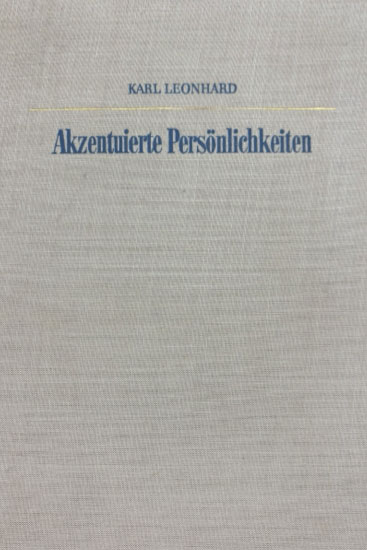 KARL LEONHARD
Akzentuierte Persönlichkeiten